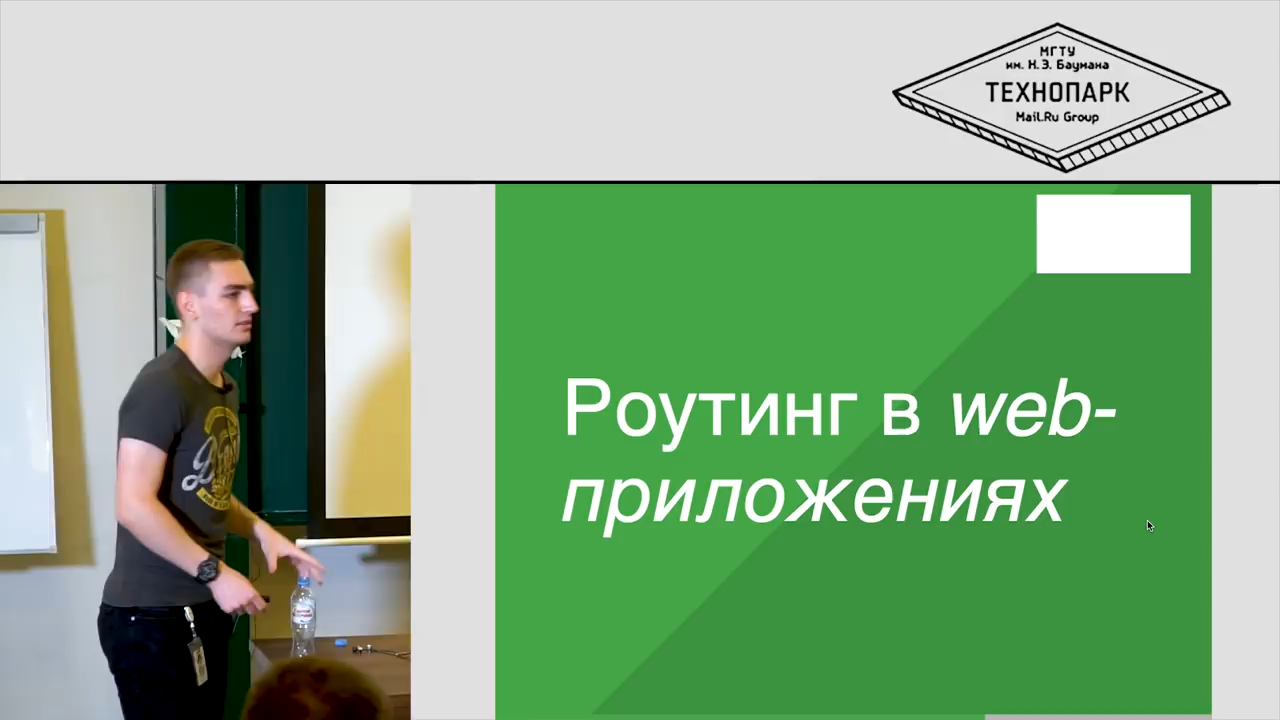 МГТУ
им. Н.Э. Баумана
ТЕХНОПАРК
Mail.Ru Group
Роутинг в web-
приложениях